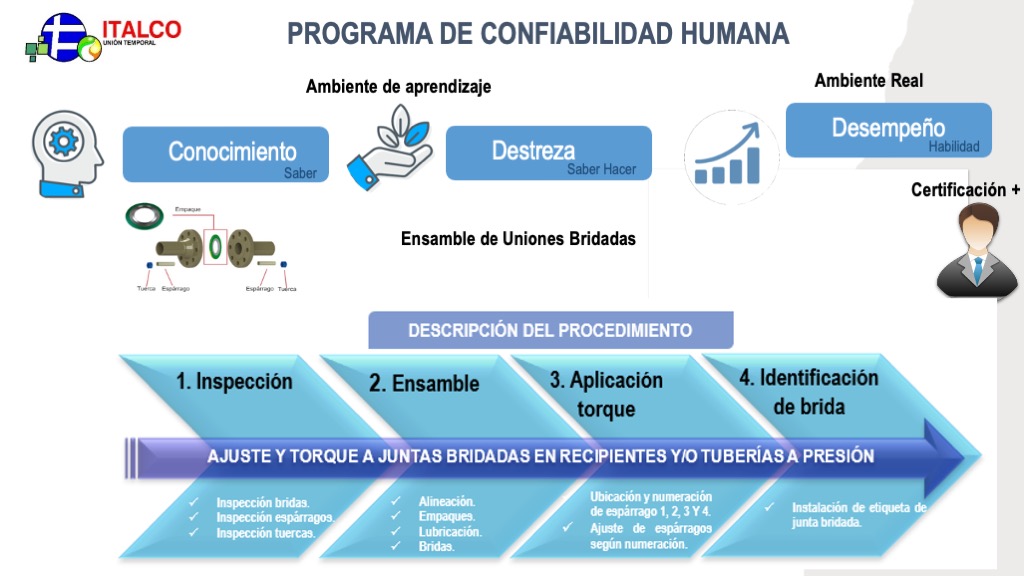 ITALCO
UNIÓN TEMPORAL
PROGRAMA DE CONFIABILIDAD HUMANA
Ambiente de aprendizaje
Ambiente Real
Conocimiento
Saber
Destreza
Saber Hacer
Desempeño
Habilidad
Certificación +
Empaque
Tuerca Espárrago
Espárrago Tuerca
Ensamble de Uniones Bridadas
DESCRIPCIÓN DEL PROCEDIMIENTO
1. Inspección
2. Ensamble
3. Aplicación
torque
4. Identificación
de brida
AJUSTE Y TORQUE A JUNTAS BRIDADAS EN RECIPIENTES Y/O TUBERÍAS A PRESIÓN
✓ Inspección bridas.
✓ Inspección espárragos.
✓ Inspección tuercas.
✓ Alineación.
✓ Empaques.
✓ Lubricación.
✓ Bridas.
Ubicación y numeración
de espárrago 1, 2, 3 Y 4.
✓ Ajuste de espárragos
según numeración.
✓ Instalación de etiqueta de
junta bridada.